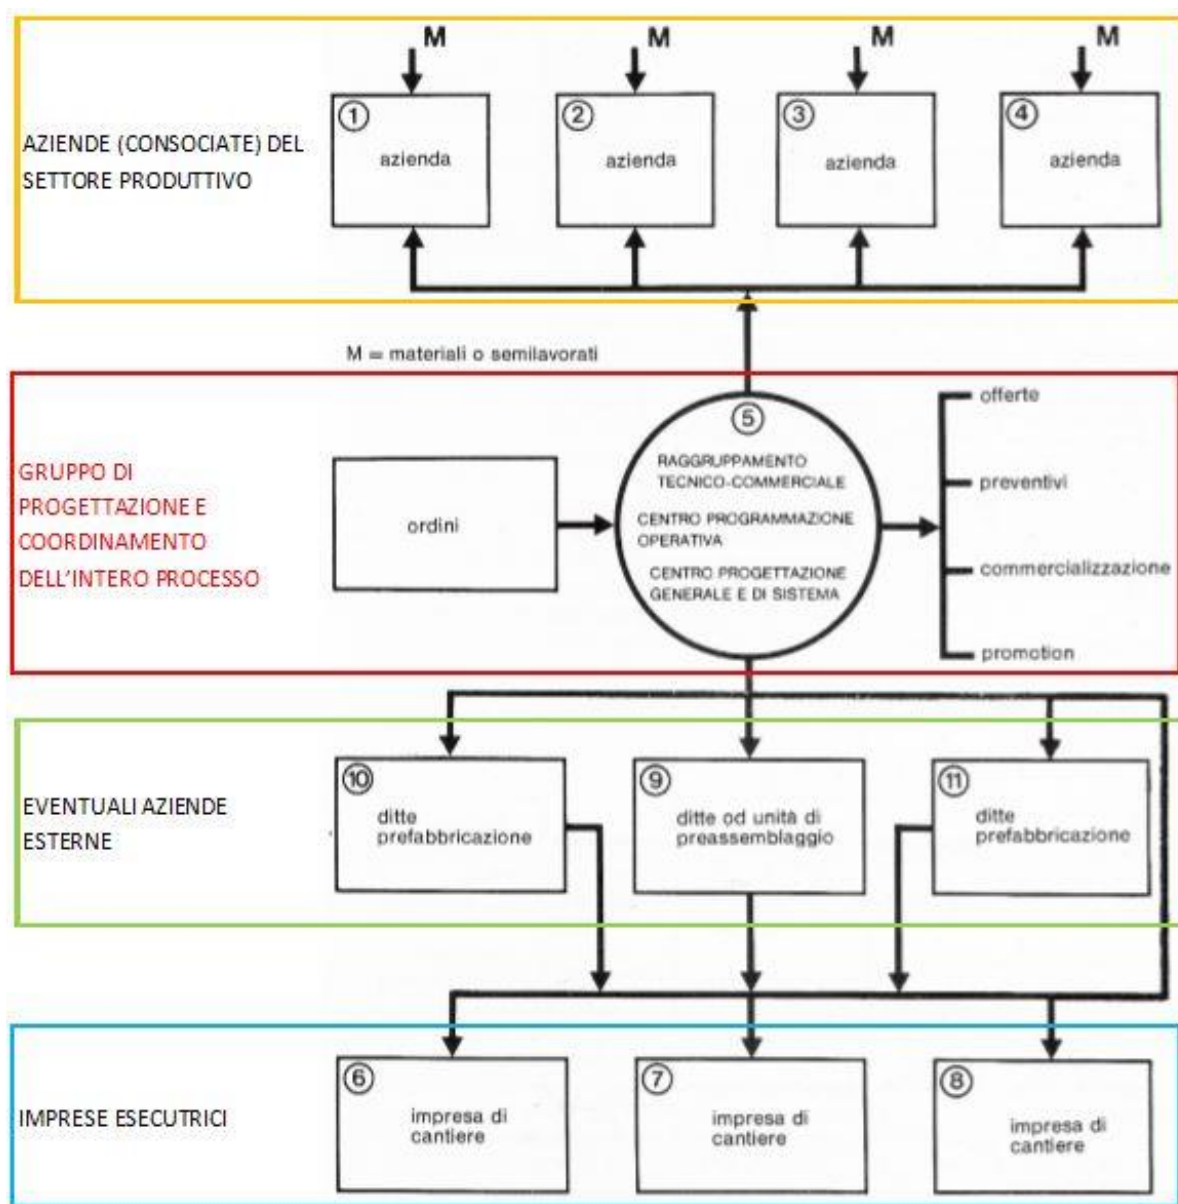 M M M M
1 2 3 4
azienda azienda azienda azienda
AZIENDE (CONSOCIATE) DEL
SETTORE PRODUTTIVO
M = materiali o semilavorati
GRUPPO DI
PROGETTAZIONE E
COORDINAMENTO
DELL'INTERO PROCESSO
ordini
5
RAGGRUPPAMENTO
TECNICO-COMMERCIALE
CENTRO PROGRAMMAZIONE
OPERATIVA
CENTRO PROGETTAZIONE
GENERALE E DI SISTEMA
offerte
preventivi
commercializzazione
promotion
EVENTUALI AZIENDE
ESTERNE
10
ditte
prefabbricazione
9
ditte od unità di
preassemblaggio
11
ditte
prefabbricazione
IMPRESE ESECUTRICI
6
impresa di
cantiere
7
impresa di
cantiere
8
impresa di
cantiere